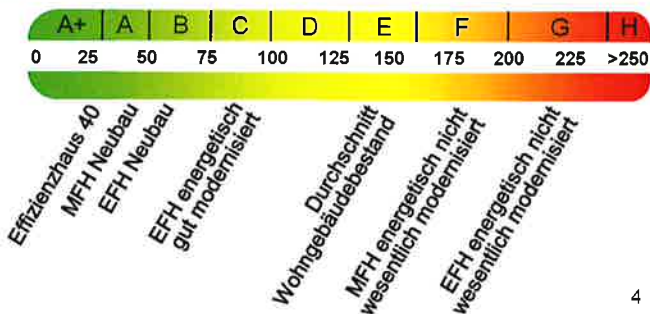 A+ A B C D E F G H
0 25 50 75 100 125 150 175 200 225 >250
Effizienzhaus 40
MFH Neubau
EFH Neubau
EFH energetisch
gut modernisiert
Durchschnitt
Wohngebäudebestand
MFH energetisch nicht
wesentlich modernisiert
EFH energetisch nicht
wesentlich modernisiert
4